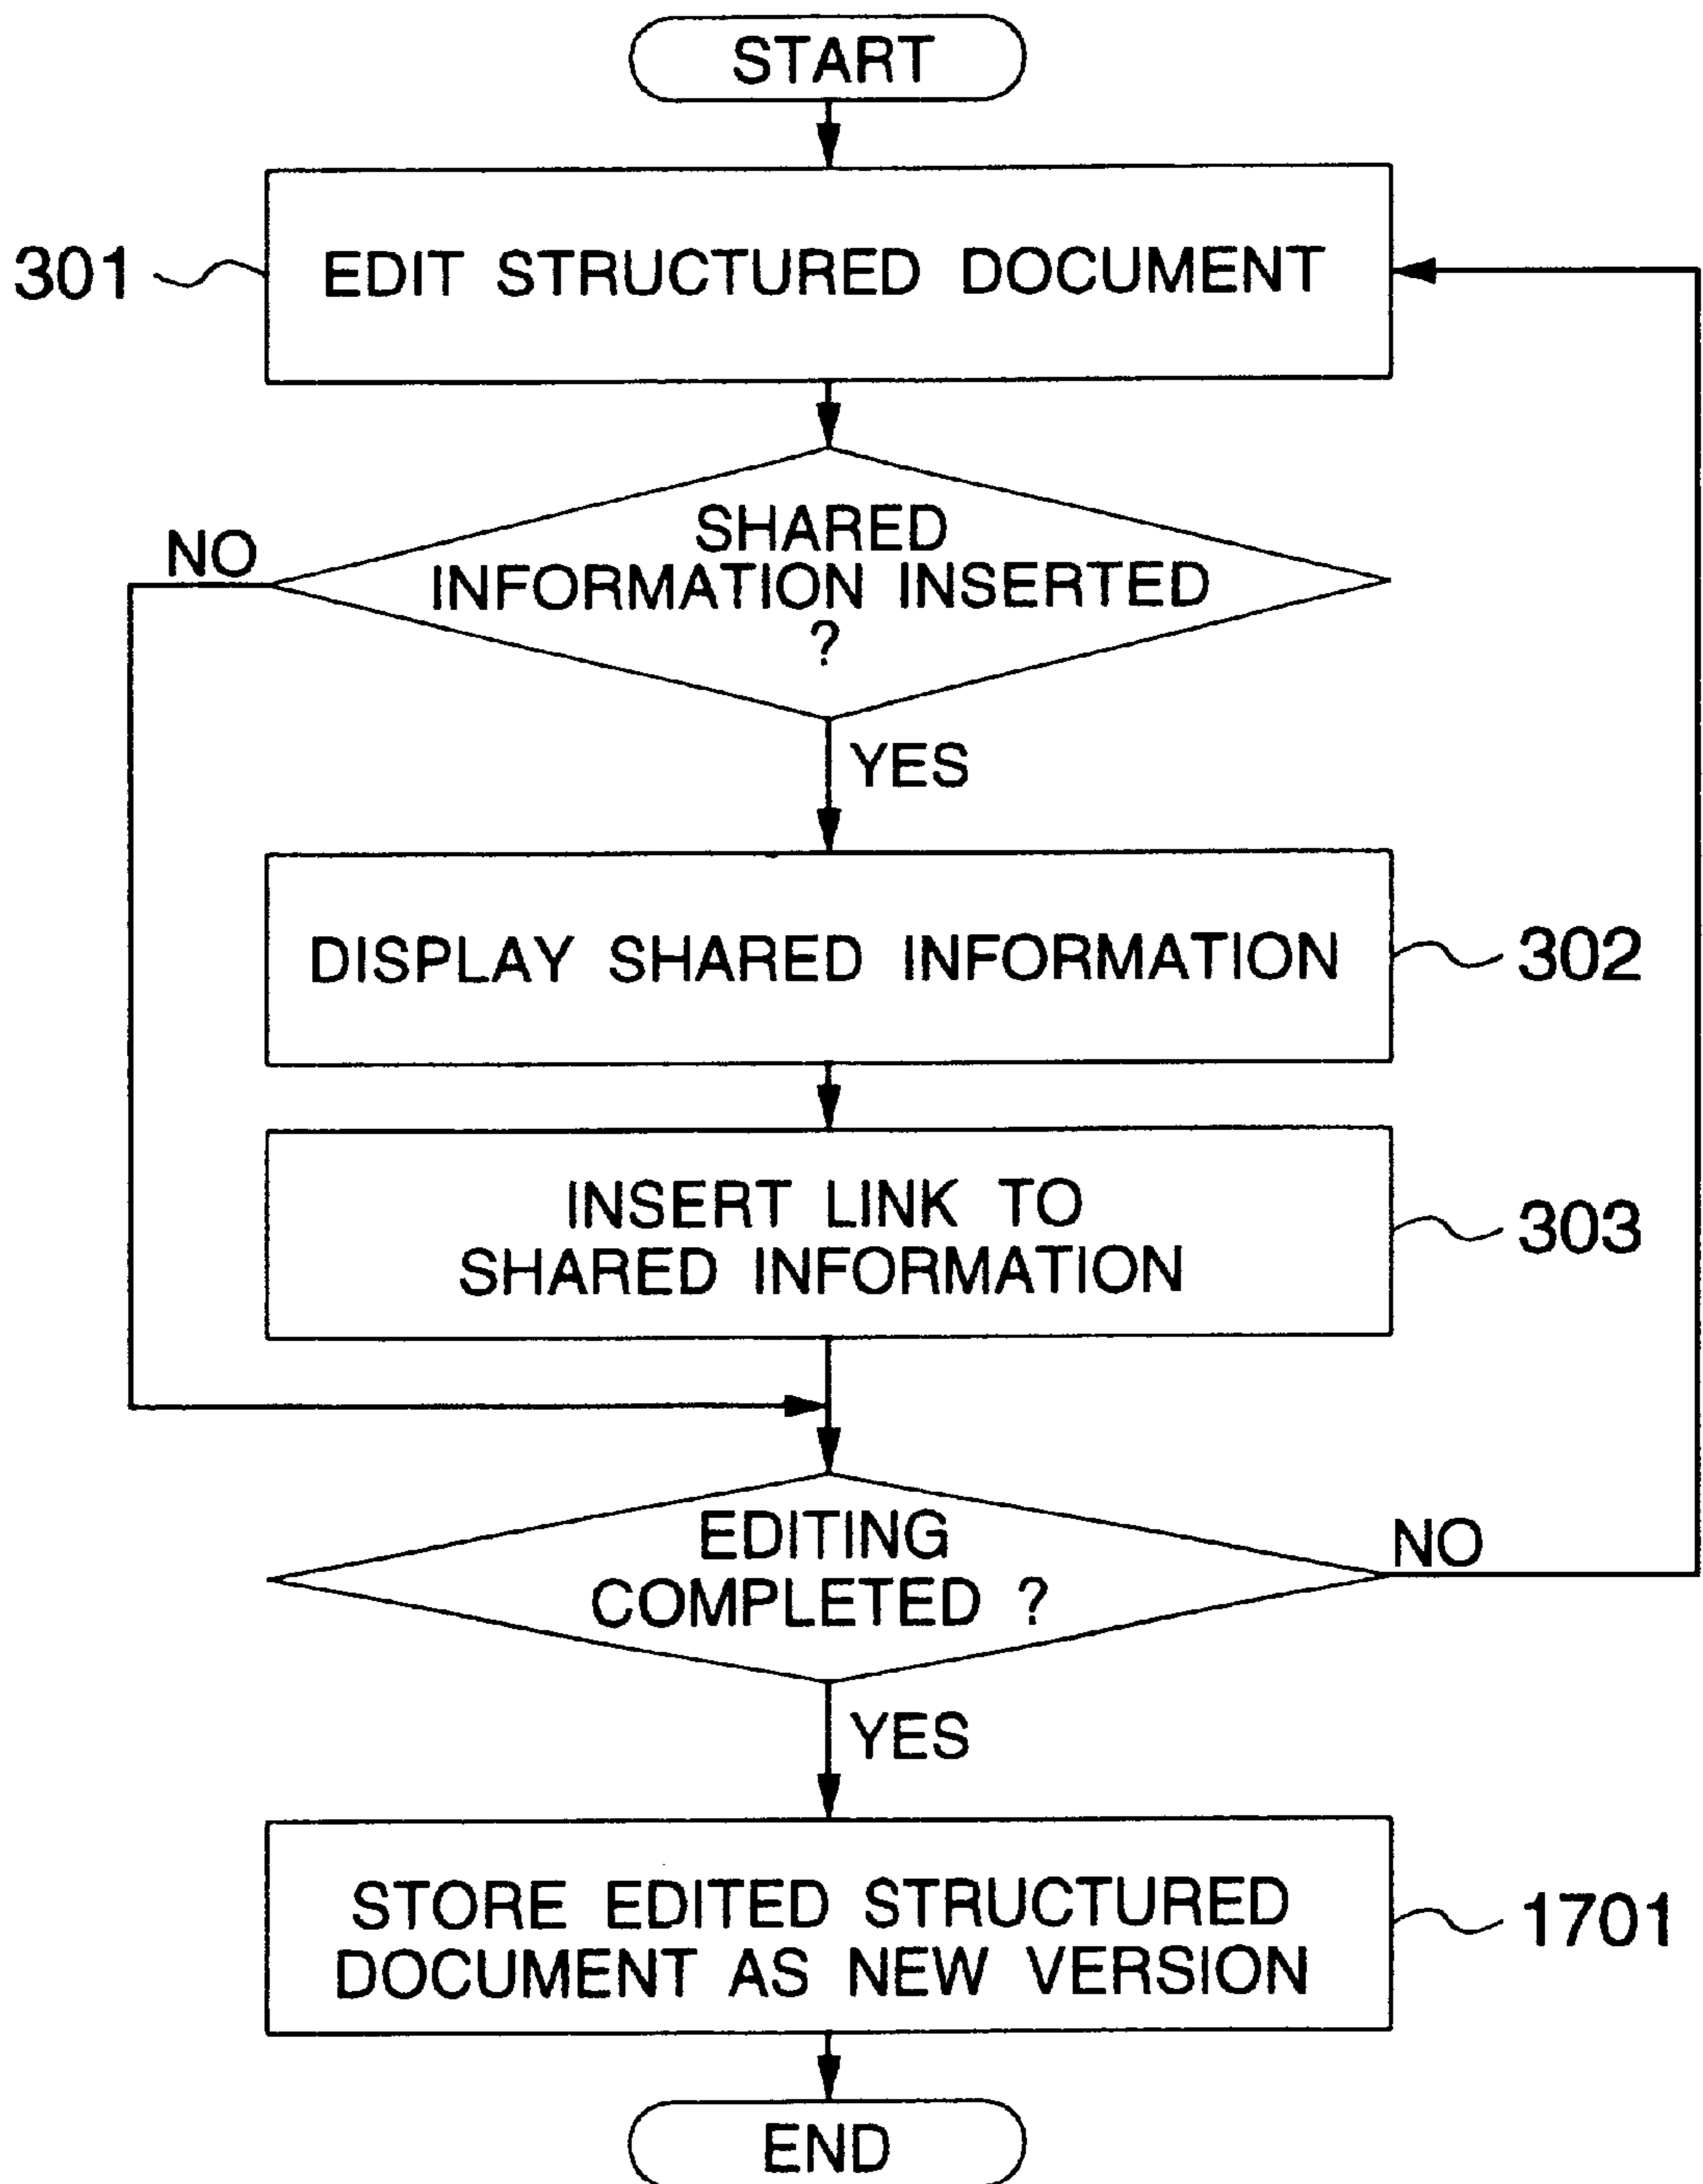 START
301
EDIT STRUCTURED DOCUMENT
SHARED
INFORMATION INSERTED
?
NO
YES
DISPLAY SHARED INFORMATION
302
INSERT LINK TO
SHARED INFORMATION
303
EDITING
COMPLETED ?
NO
YES
STORE EDITED STRUCTURED
DOCUMENT AS NEW VERSION
1701
END